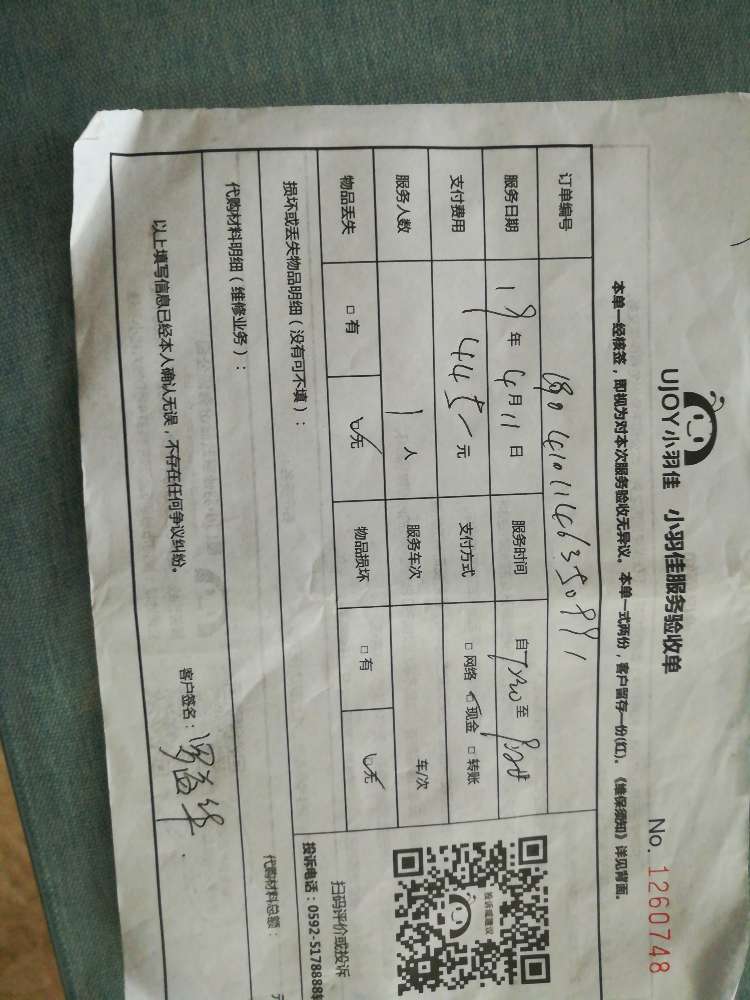 UJOY小羽佳 小羽佳服务验收单
No. 1260748
本单一经核签，即视为对本次服务验收无异议。本单一式两份，客户留存一份(红)。《维保须知》详见背面。
订单编号
服务日期 年 4月11日 服务时间 自 至
支付费用 元 支付方式 □网络 现金 □转账
服务人数 1 人 服务车次 车/次
物品丢失 □有 无 物品损坏 □有 无
损坏或丢失物品明细（没有可不填）：
扫码评价或投诉
投诉电话：0592-5178888
代购材料明细（维修业务）：
代购材料总额：
以上填写信息已经本人确认无误，不存在任何争议纠纷。
客户签名：